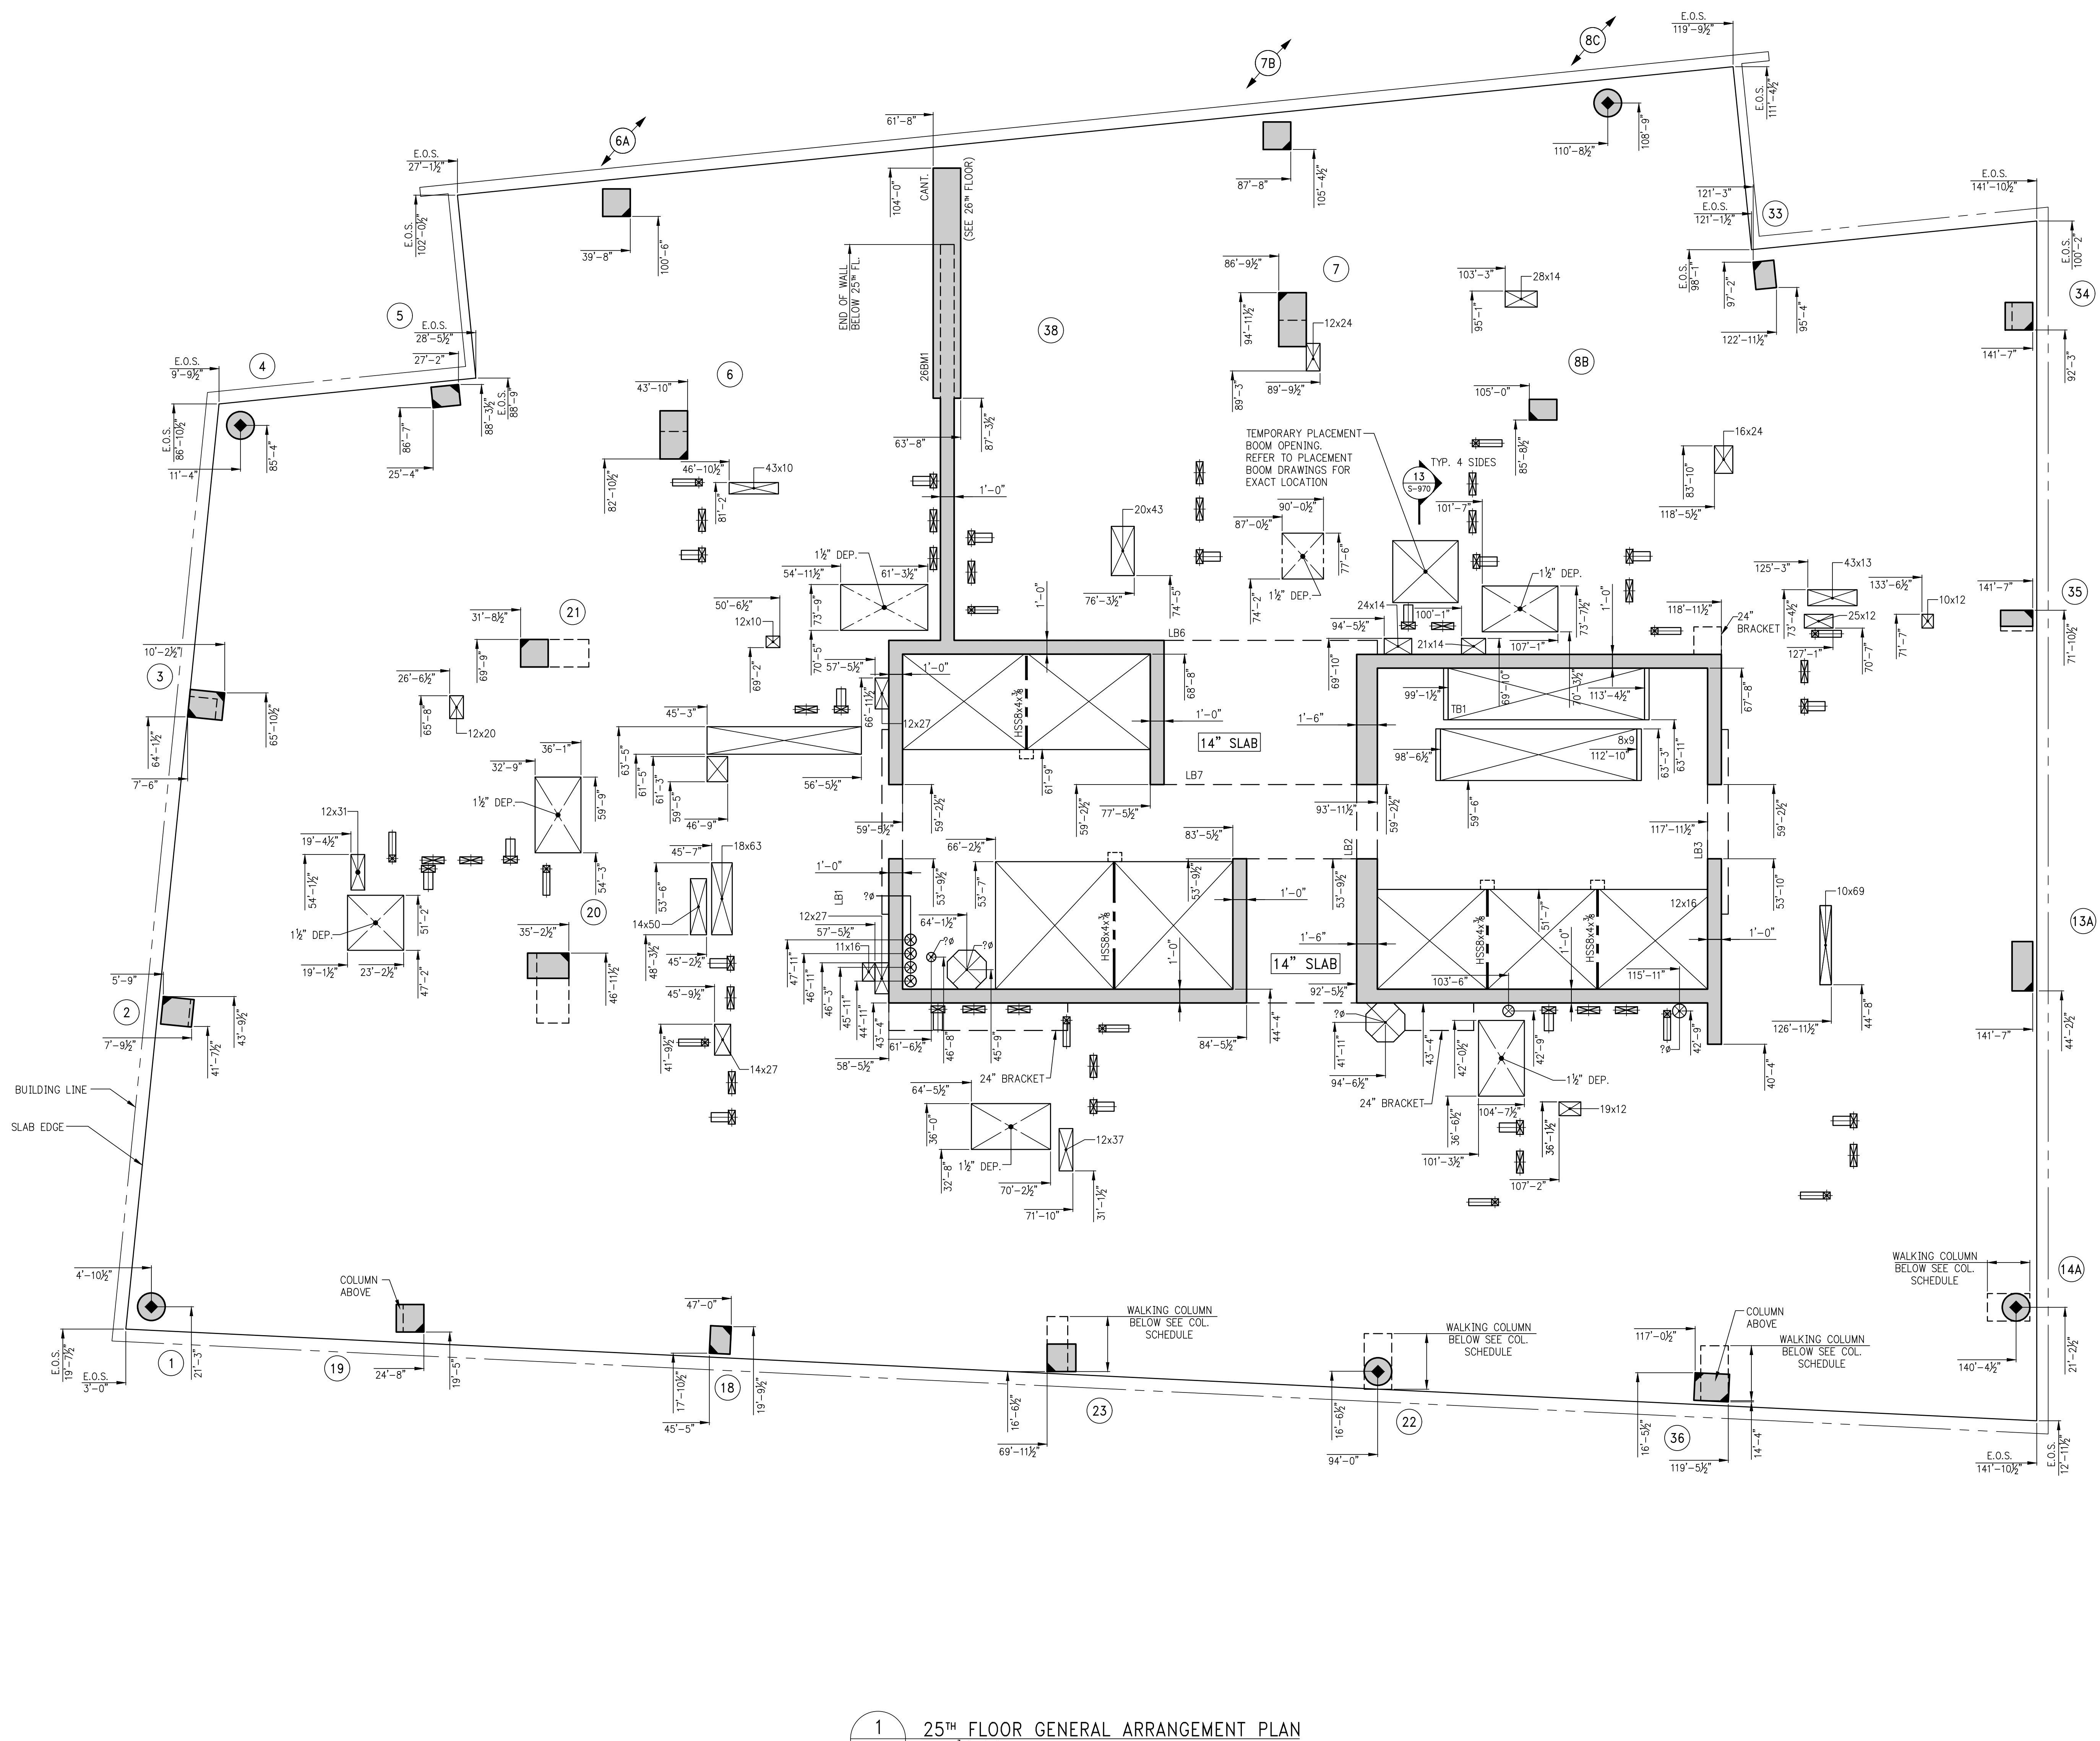 E.O.S.
119'-9½"
8C
7B
E.O.S.
11'-4½"
61'-8"
6A
108'-9"
110'-8½"
E.O.S.
27'-1½"
104'-0"
CANT.
(SEE 26TH FLOOR)
87'-8"
105'-4½"
E.O.S.
141'-10½"
121'-3"
E.O.S.
121'-1½"
33
E.O.S.
102'-0½"
39'-8"
100'-6"
END OF WALL
BELOW 25TH FL.
86'-9½"
7
103'-3"
28x14
E.O.S.
98'-1"
97'-2"
95'-4"
122'-11½"
E.O.S.
100'-2"
34
5
E.O.S.
28'-5½"
27'-2"
38
94'-11½"
12x24
95'-1"
141'-7"
92'-3"
E.O.S.
9'-9½"
4
6
26BM1
8B
43'-10"
89'-3"
89'-9½"
105'-0"
E.O.S.
86'-10½"
85'-4"
11'-4"
86'-7"
88'-3½"
E.O.S.
88'-9"
25'-4"
63'-8"
87'-3½"
TEMPORARY PLACEMENT
BOOM OPENING.
REFER TO PLACEMENT
BOOM DRAWINGS FOR
EXACT LOCATION
85'-8½"
16x24
13
S-970
TYP. 4 SIDES
82'-10½"
46'-10½"
43x10
81'-2"
1'-0"
83'-10"
118'-5½"
90'-0½"
87'-0½"
101'-7"
20x43
1½" DEP.
54'-11½"
61'-3½"
73'-9"
70'-5"
76'-3½"
74'-5"
74'-2"
77'-6"
1½" DEP.
1½" DEP.
125'-3"
43x13
133'-6½"
10x12
141'-7"
35
31'-8½"
21
50'-6½"
12x10
1'-0"
24x14
100'-1"
94'-5½"
73'-7½"
1'-0"
118'-11½"
24"
BRACKET
73'-4½"
25x12
127'-1"
70'-7"
71'-7"
71'-10½"
LB6
21x14
107'-1"
69'-9"
69'-2"
57'-5½"
1'-0"
68'-8"
69'-10"
10'-2½"
3
26'-6½"
65'-8"
12x20
66'-11½"
12x27
HSS8x4x⅜
99'-1½"
69'-10"
70'-3½"
113'-4½"
67'-8"
TB1
65'-10½"
45'-3"
1'-0"
1'-6"
64'-1½"
7'-6"
63'-5"
61'-5"
61'-3"
59'-5"
14" SLAB
8x9
98'-6½"
112'-10"
63'-3"
63'-11"
36'-1"
32'-9"
56'-5½"
61'-9"
LB7
1½" DEP.
59'-9"
46'-9"
59'-5½"
59'-2½"
59'-2½"
77'-5½"
93'-11½"
59'-2½"
59'-6"
117'-11½"
59'-2½"
12x31
19'-4½"
83'-5½"
45'-7"
18x63
66'-2½"
LB2
LB3
54'-1½"
54'-3"
1'-0"
53'-6"
LB1
?ø
53'-9½"
53'-7"
HSS8x4x⅜
53'-9½"
1'-0"
53'-9½"
51'-7"
12x16
53'-10"
10x69
1½" DEP.
51'-2"
20
14x50
12x27
64'-1½"
13A
35'-2½"
57'-5½"
?ø
?ø
HSS8x4x⅜
HSS8x4x⅜
1'-6"
1'-0"
1'-0"
19'-1½"
23'-2½"
47'-2"
48'-3½"
45'-2½"
11x16
1'-0"
14" SLAB
103'-6"
115'-11"
5'-9"
46'-11½"
45'-9½"
47'-11"
46'-11"
46'-3"
45'-11"
44'-11"
43'-4"
92'-5½"
126'-11½"
44'-8"
141'-7"
44'-2½"
2
7'-9½"
43'-9½"
41'-7½"
41'-9½"
61'-6½"
46'-8"
45'-9"
84'-5½"
44'-4"
?ø
41'-11"
43'-4"
42'-0½"
42'-9"
?ø
42'-9"
58'-5½"
14x27
24" BRACKET
94'-6½"
1½" DEP.
40'-4"
BUILDING LINE
64'-5½"
24" BRACKET
104'-7½"
19x12
SLAB EDGE
36'-0"
12x37
36'-6½"
36'-1½"
32'-8"
1½" DEP.
101'-3½"
70'-2½"
107'-2"
71'-10"
31'-1½"
4'-10½"
COLUMN
ABOVE
47'-0"
WALKING COLUMN
BELOW SEE COL.
SCHEDULE
14A
WALKING COLUMN
BELOW SEE COL.
SCHEDULE
WALKING COLUMN
BELOW SEE COL.
SCHEDULE
117'-0½"
COLUMN
ABOVE
WALKING COLUMN
BELOW SEE COL.
SCHEDULE
E.O.S.
19'-7½"
E.O.S.
3'-0"
1
21'-3"
19
24'-8"
19'-5"
17'-10½"
18
19'-9½"
45'-5"
16'-6½"
69'-11½"
23
16'-6½"
94'-0"
22
16'-5½"
36
119'-5½"
14'-4"
140'-4½"
21'-2½"
E.O.S.
141'-10½"
E.O.S.
12'-11½"
1
25TH FLOOR GENERAL ARRANGEMENT PLAN